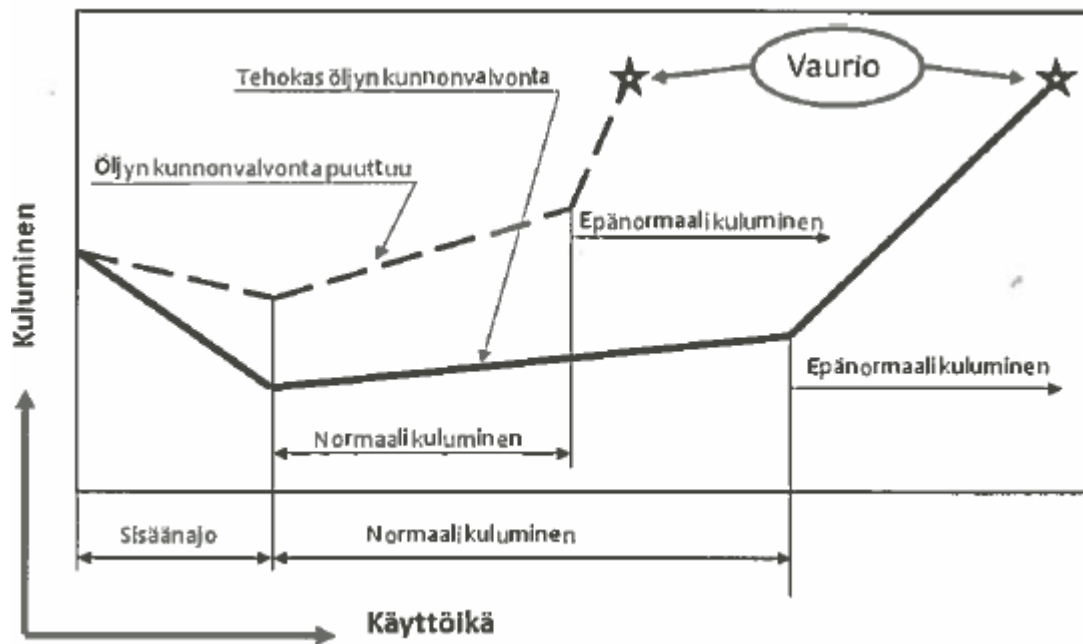 Vaurio
Tehokas öljyn kunnonvalvonta
Öljyn kunnonvalvonta puuttuu
Epänormaali kuluminen
Kuluminen
Epänormaali kuluminen
Normaali kuluminen
Sisäänajo
Normaali kuluminen
Käyttöikä